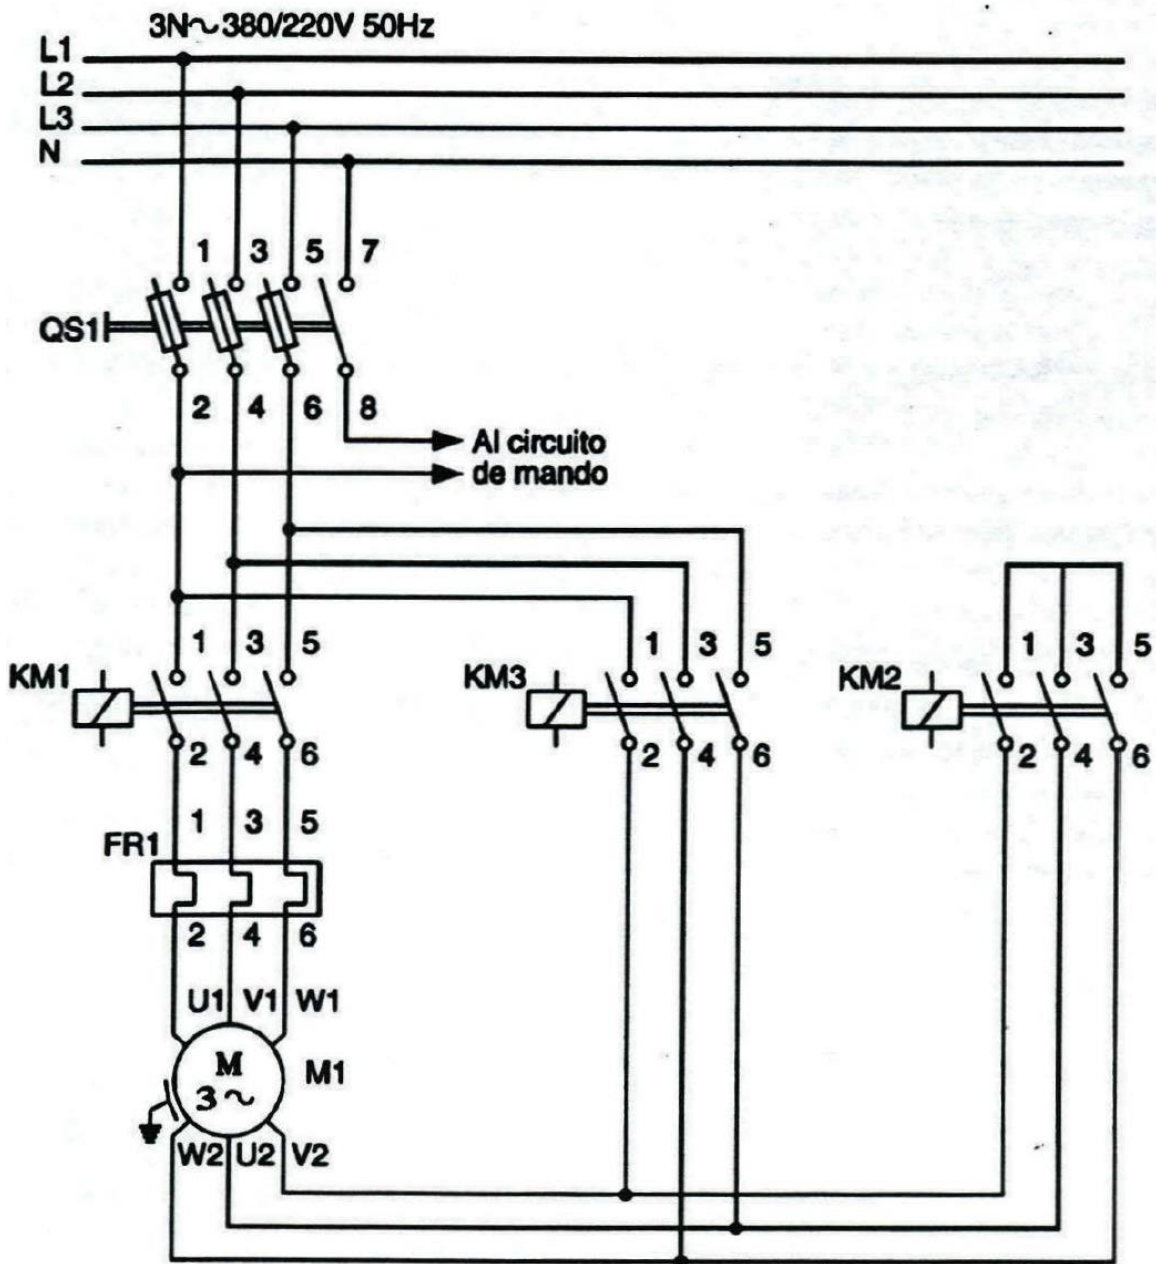 3N~380/220V 50Hz
L1
L2
L3
N
1 3 5 7
QS1
2 4 6 8
Al circuito
de mando
1 3 5 1 3 5 1 3 5
KM1 KM3 KM2
2 4 6 2 4 6 2 4 6
1 3 5
FR1
2 4 6
U1 V1 W1
M
3~
M1
W2 U2 V2